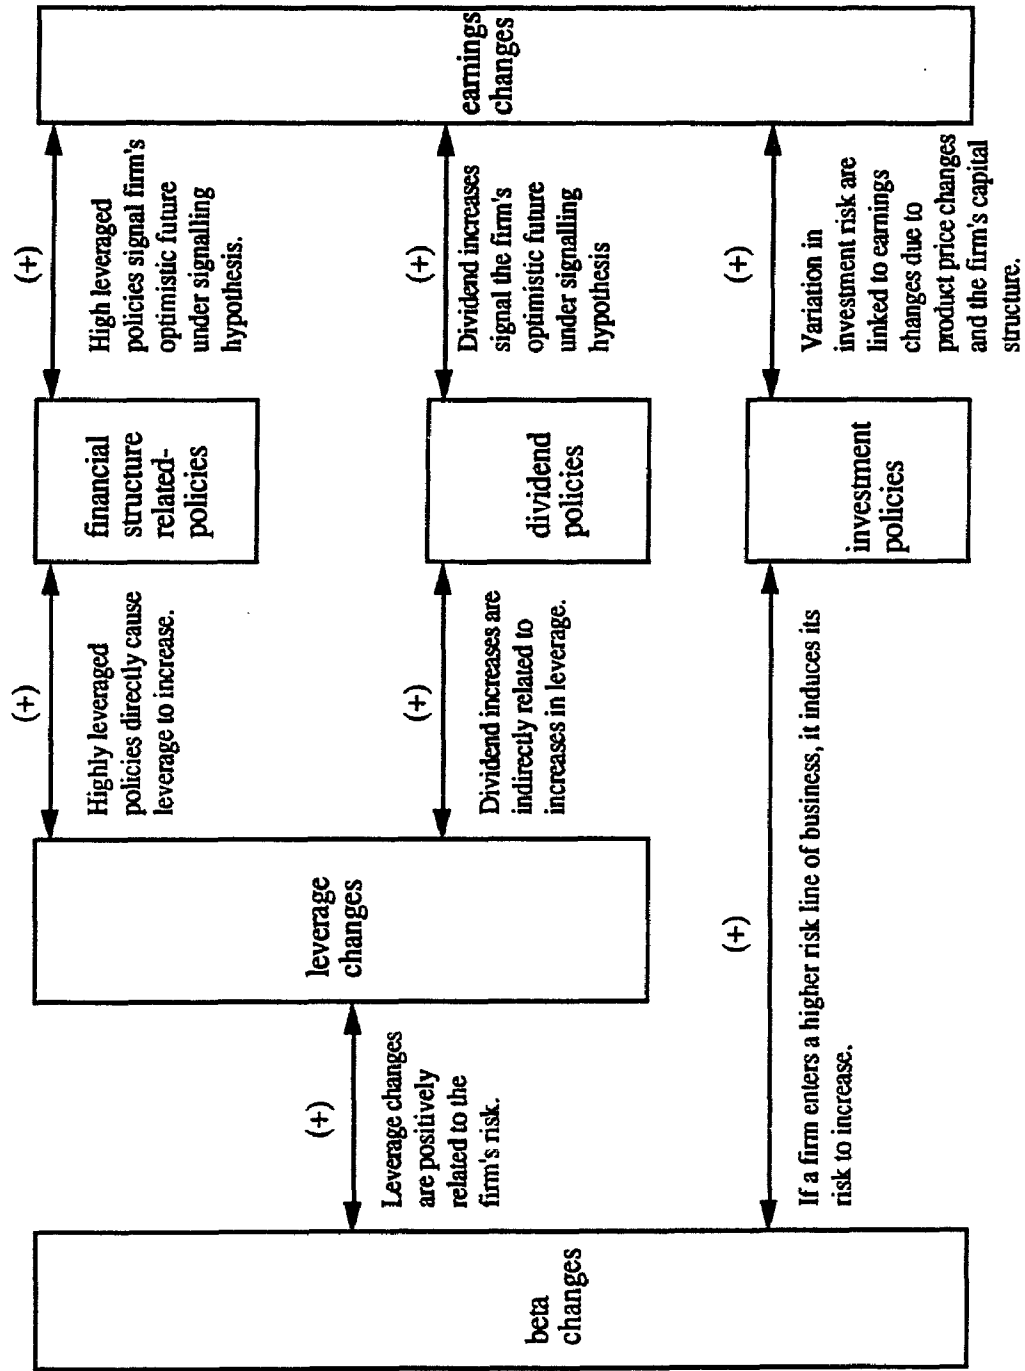 beta
changes
(+)
Leverage changes
are positively
related to the
firm's risk.
leverage
changes
(+)
Highly leveraged
policies directly cause
leverage to increase.
(+)
Dividend increases are
indirectly related to
increases in leverage.
(+)
If a firm enters a higher risk line of business, it induces its
risk to increase.
financial
structure
related-
policies
dividend
policies
investment
policies
(+)
High leveraged
policies signal firm's
optimistic future
under signalling
hypothesis.
(+)
Dividend increases
signal the firm's
optimistic future
under signalling
hypothesis
(+)
Variation in
investment risk are
linked to earnings
changes due to
product price changes
and the firm's capital
structure.
earnings
changes